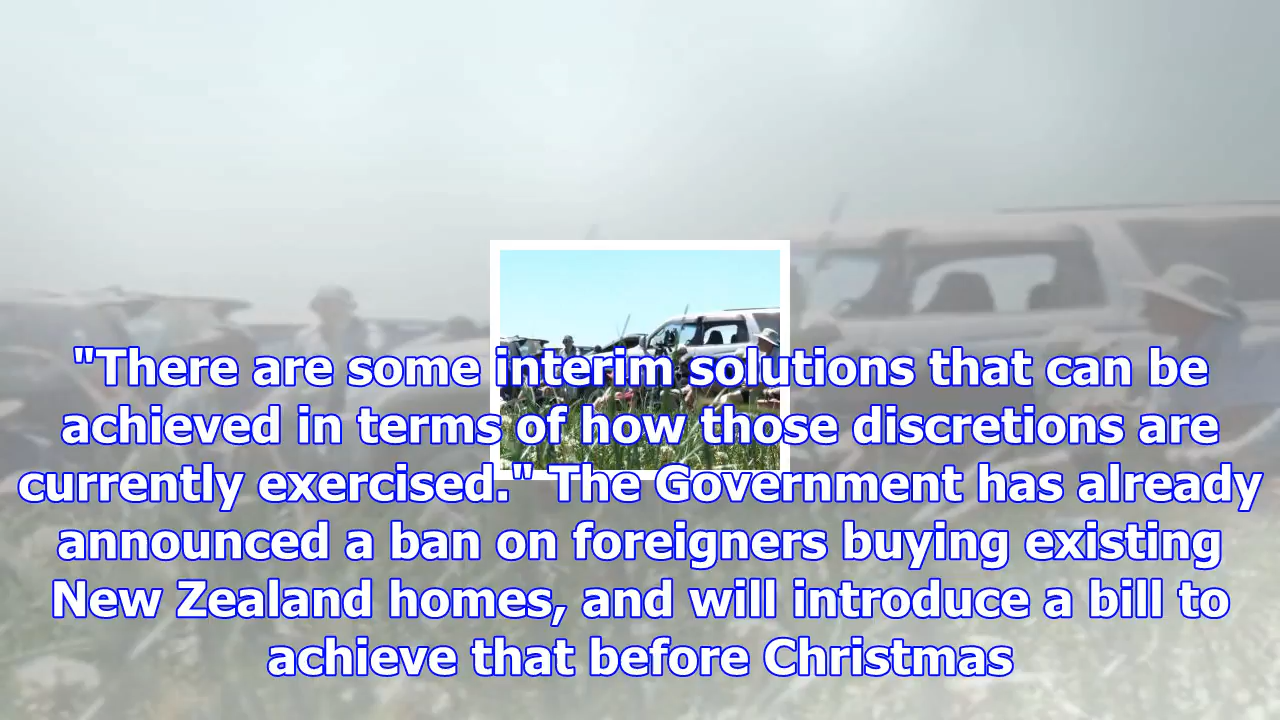 "There are some interim solutions that can be
achieved in terms of how those discretions are
currently exercised." The Government has already
announced a ban on foreigners buying existing
New Zealand homes, and will introduce a bill to
achieve that before Christmas